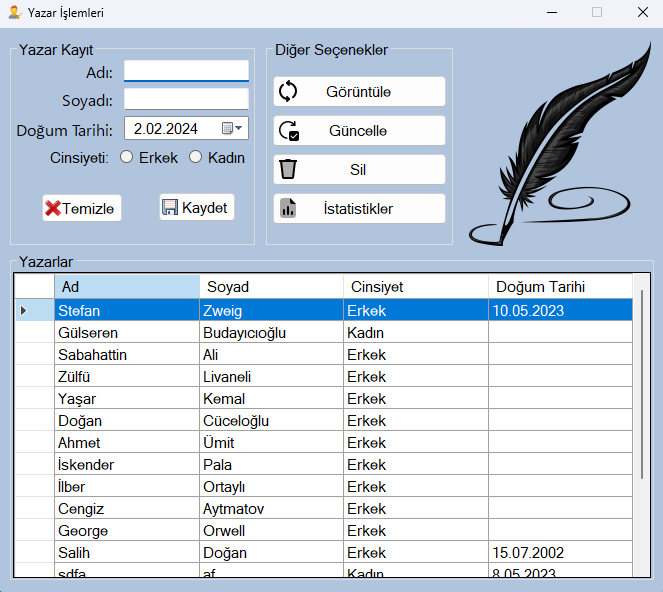 Yazar İşlemleri
Yazar Kayıt
Adı:
Soyadı:
Doğum Tarihi: 2.02.2024
Cinsiyeti: Erkek Kadın
Temizle Kaydet
Diğer Seçenekler
Görüntüle
Güncelle
Sil
İstatistikler
Yazarlar
Ad Soyad Cinsiyet Doğum Tarihi
Stefan Zweig Erkek 10.05.2023
Gülseren Budayıcıoğlu Kadın
Sabahattin Ali Erkek
Zülfü Livaneli Erkek
Yaşar Kemal Erkek
Doğan Cüceloğlu Erkek
Ahmet Ümit Erkek
İskender Pala Erkek
İlber Ortaylı Erkek
Cengiz Aytmatov Erkek
George Orwell Erkek
Salih Doğan Erkek 15.07.2002
sdfa af Kadın 8.05.2023